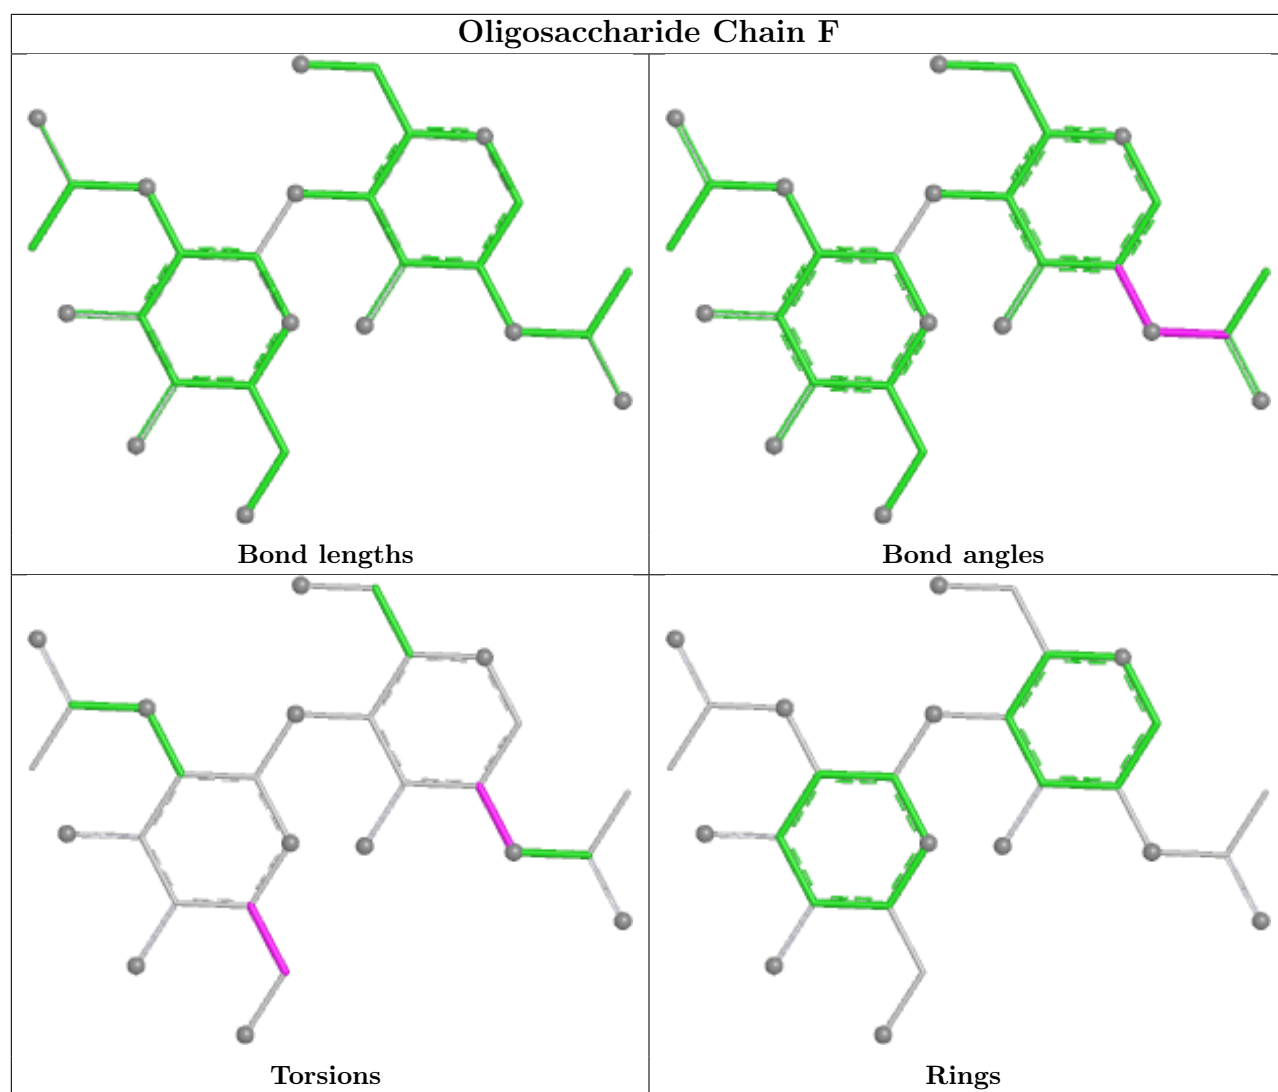 Oligosaccharide Chain F
Bond lengths
Bond angles
Torsions
Rings